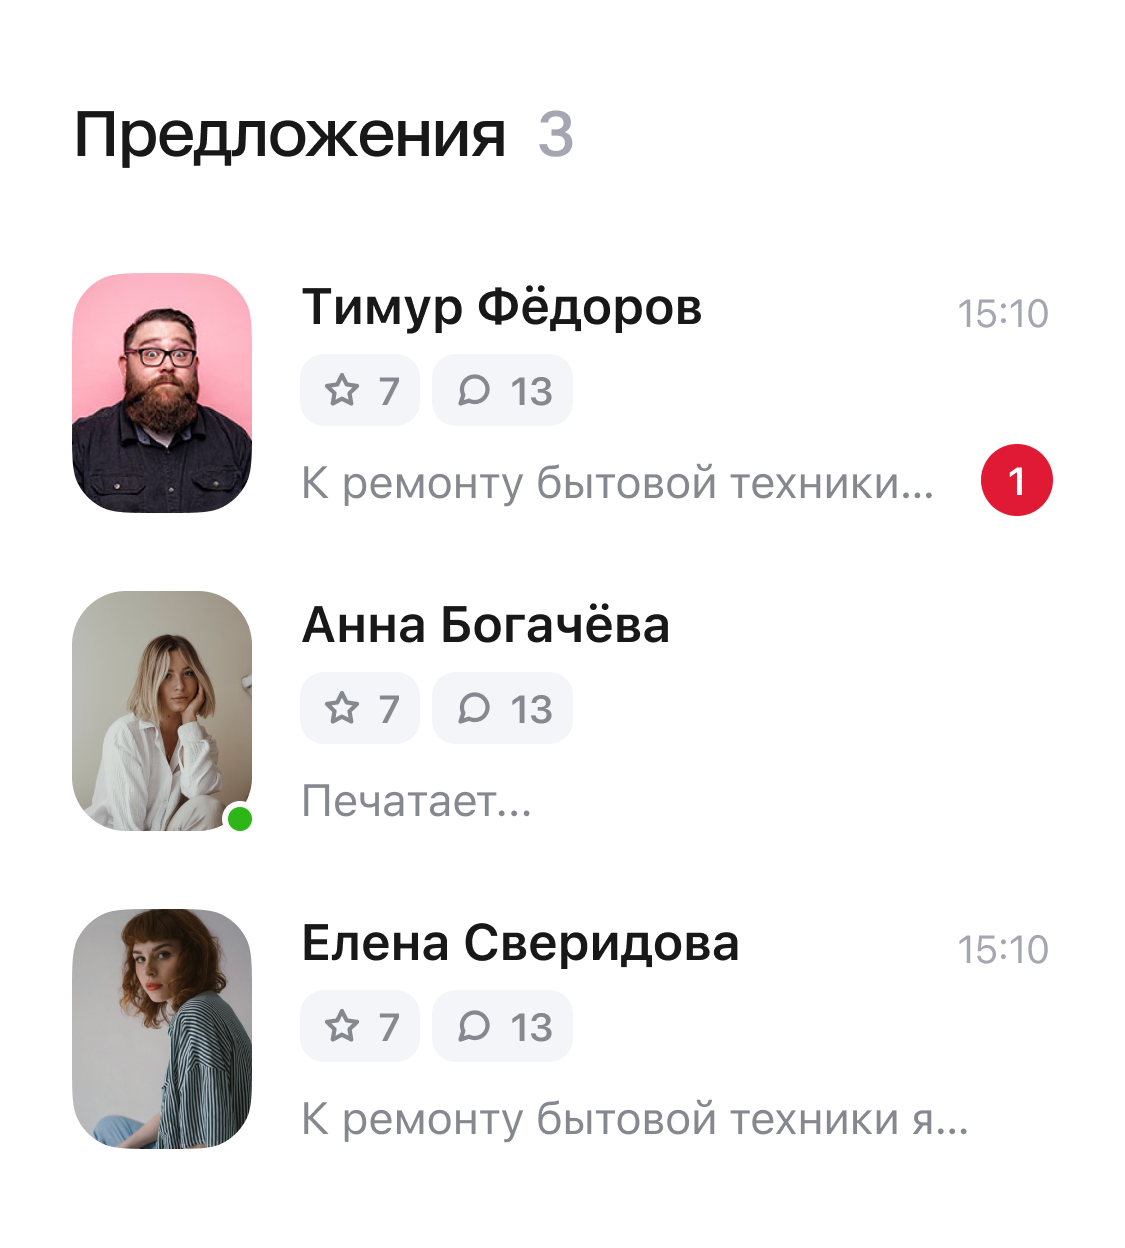 Предложения 3
Тимур Фёдоров 15:10
7 13
К ремонту бытовой техники... 1
Анна Богачёва
7 13
Печатает...
Елена Сверидова 15:10
7 13
К ремонту бытовой техники я...